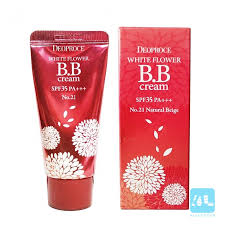 DEOPROCE
WHITE FLOWER
B.B
cream
SPF35 PA+++
No.21
DEOPROCE
WHITE FLOWER
B.B
cream
SPF35 PA+++
No.21 Natural Beige